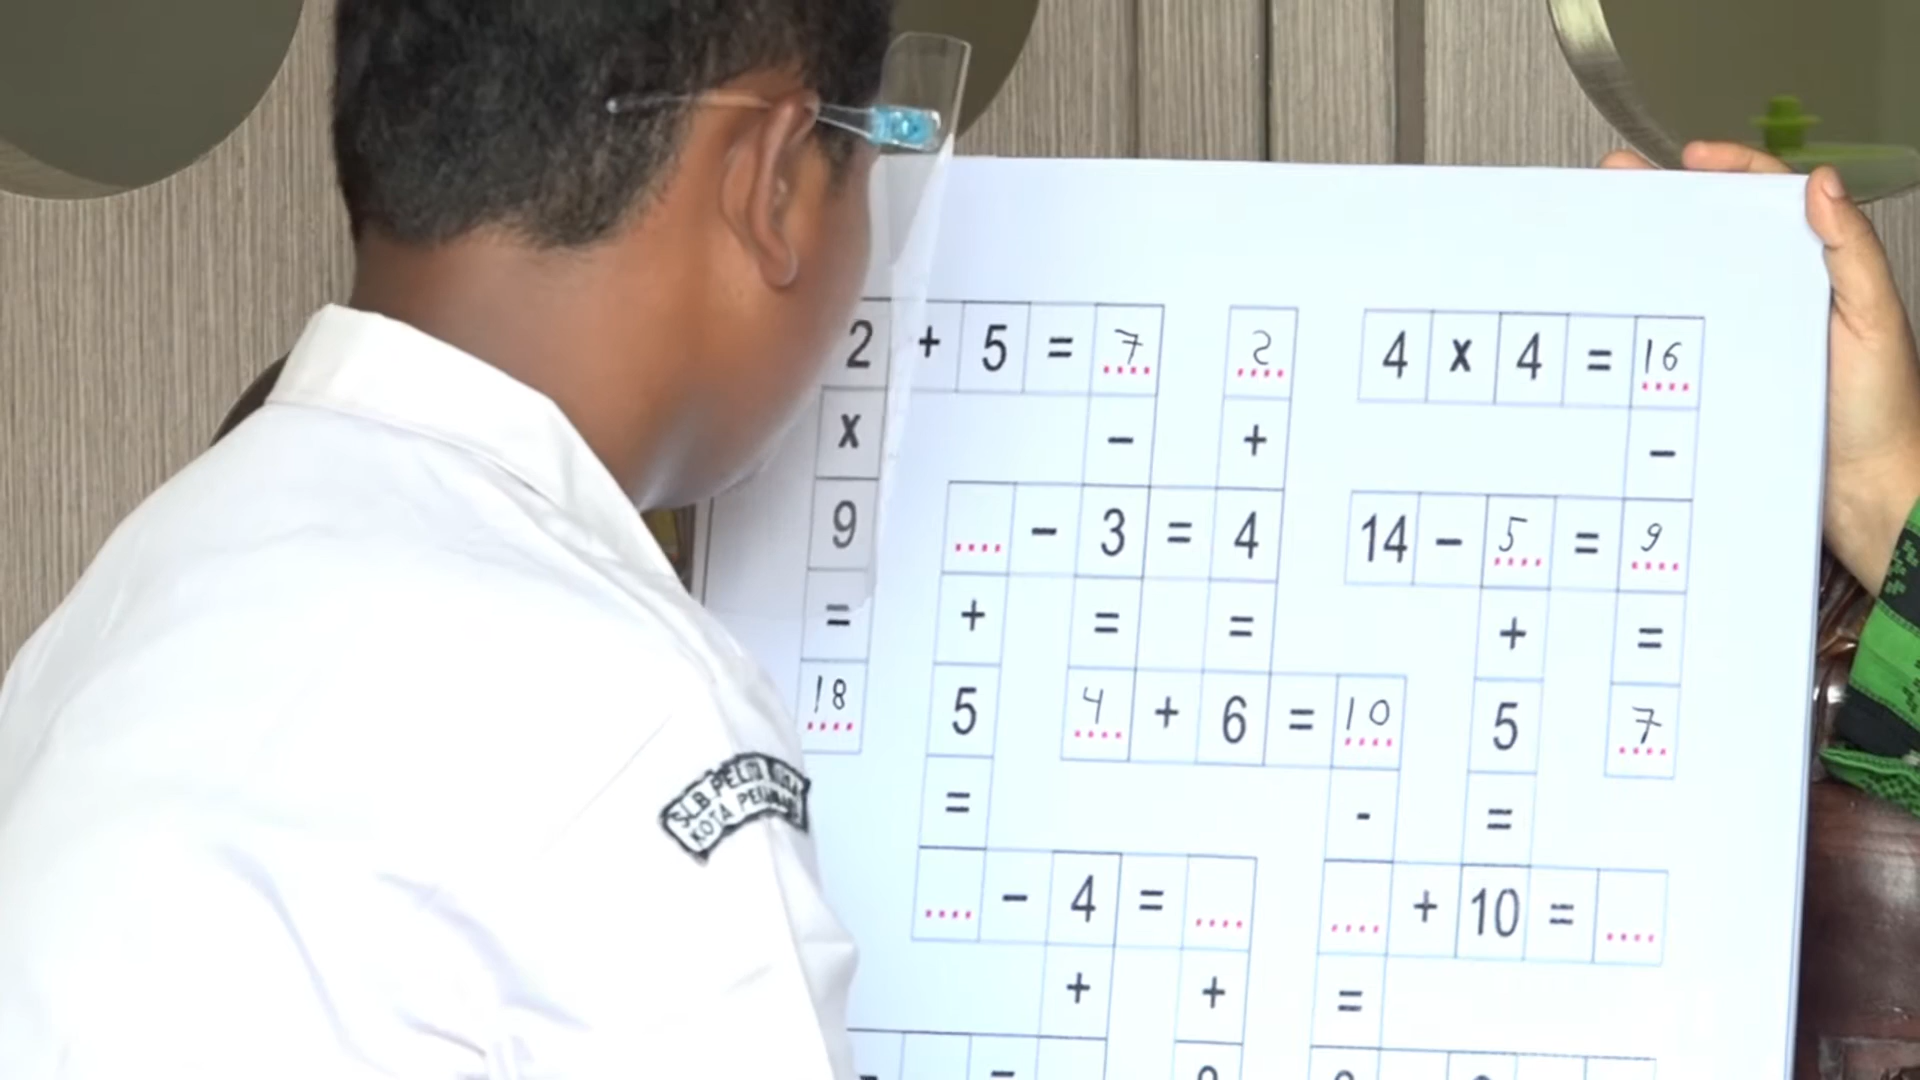 2 + 5 = 7 2 4 x 4 = 16
x - + -
9 .... - 3 = 4 14 - 5 = 9
= + = = + =
18 5 4 + 6 = 10 5 7
= - =
.... - 4 = .... .... + 10 = ....
+ + =
SLB PELITA
KOTA